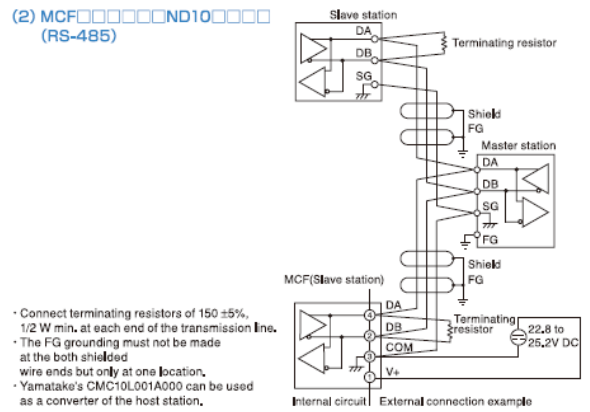 (2) MCF□□□□□□ND10□□□□
(RS-485)
Slave station
DA
DB
SG
Terminating resistor
Shield
FG
Master station
DA
DB
SG
FG
Shield
FG
MCF(Slave station)
DA
DB
COM
V+
4
2
3
1
Terminating
resistor
22.8 to
25.2V DC
Internal circuit
External connection example
· Connect terminating resistors of 150 ±5%,
1/2 W min. at each end of the transmission line.
· The FG grounding must not be made
at the both shielded
wire ends but only at one location.
· Yamatake's CMC10L001A000 can be used
as a converter of the host station.